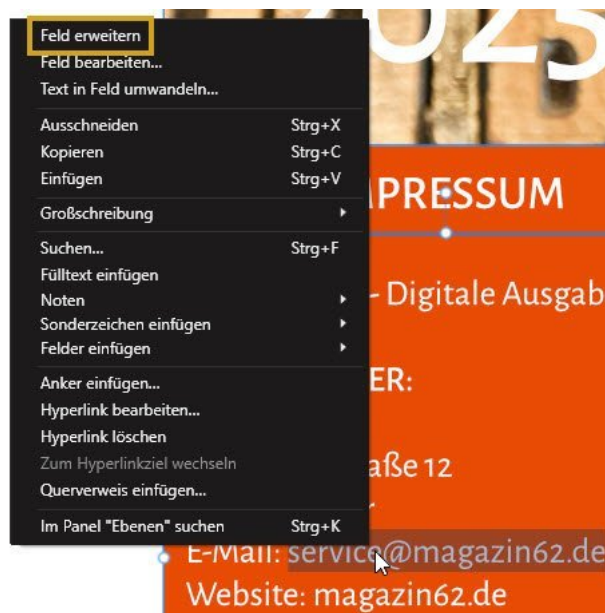 2023
Feld erweitern
Feld bearbeiten...
Text in Feld umwandeln...
Ausschneiden Strg+X
Kopieren Strg+C
Einfügen Strg+V
Großschreibung
Suchen... Strg+F
Fülltext einfügen
Noten
Sonderzeichen einfügen
Felder einfügen
Anker einfügen...
Hyperlink bearbeiten...
Hyperlink löschen
Zum Hyperlinkziel wechseln
Querverweis einfügen...
Im Panel "Ebenen" suchen Strg+K
PRESSUM
- Digitale Ausgab
ER:
aße 12
E-Mail: service@magazin62.de
Website: magazin62.de